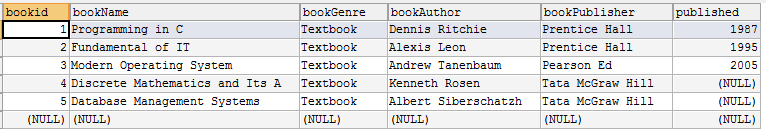 bookid bookName bookGenre bookAuthor bookPublisher published
1 Programming in C Textbook Dennis Ritchie Prentice Hall 1987
2 Fundamental of IT Textbook Alexis Leon Prentice Hall 1995
3 Modern Operating System Textbook Andrew Tanenbaum Pearson Ed 2005
4 Discrete Mathematics and Its A Textbook Kenneth Rosen Tata McGraw Hill (NULL)
5 Database Management Systems Textbook Albert Siberschatzh Tata McGraw Hill (NULL)
(NULL) (NULL) (NULL) (NULL) (NULL) (NULL)